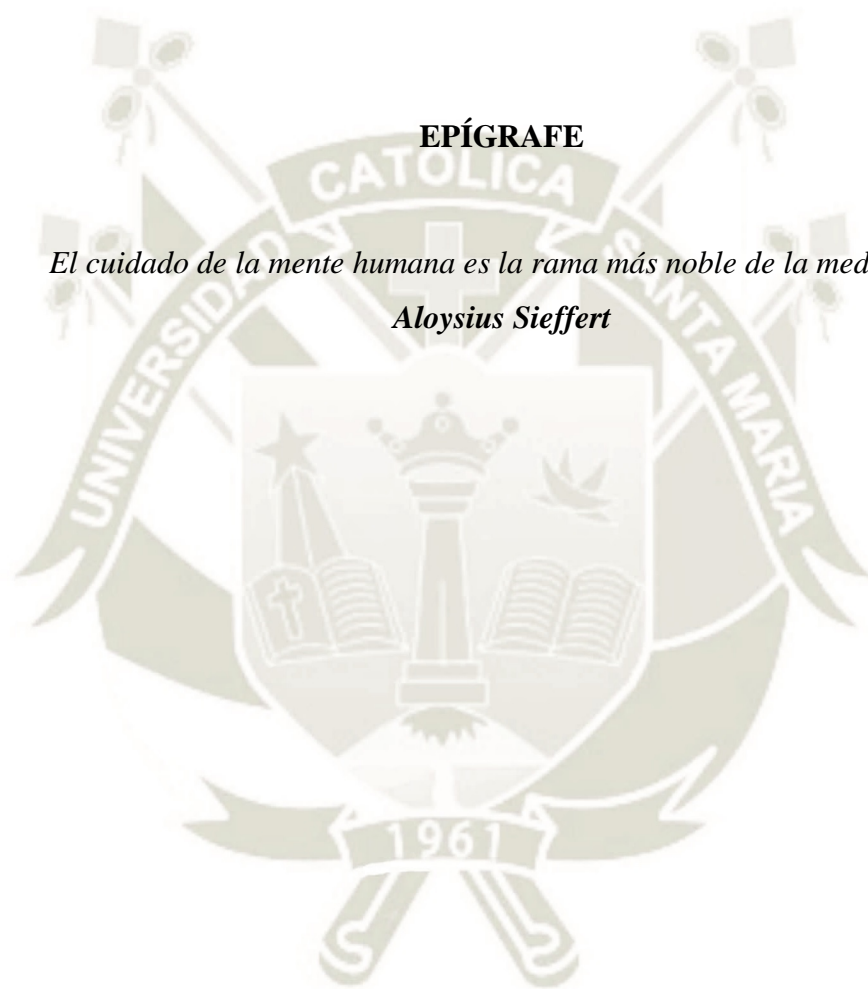 EPÍGRAFE
El cuidado de la mente humana es la rama más noble de la
Aloysius Sieffert
UNIVERSIDAD CATOLICA SANTA MARIA
1961